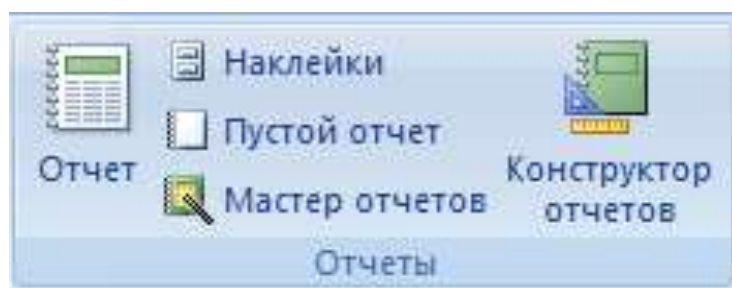 Отчет
Наклейки
Пустой отчет
Мастер отчетов
Конструктор
отчетов
Отчеты